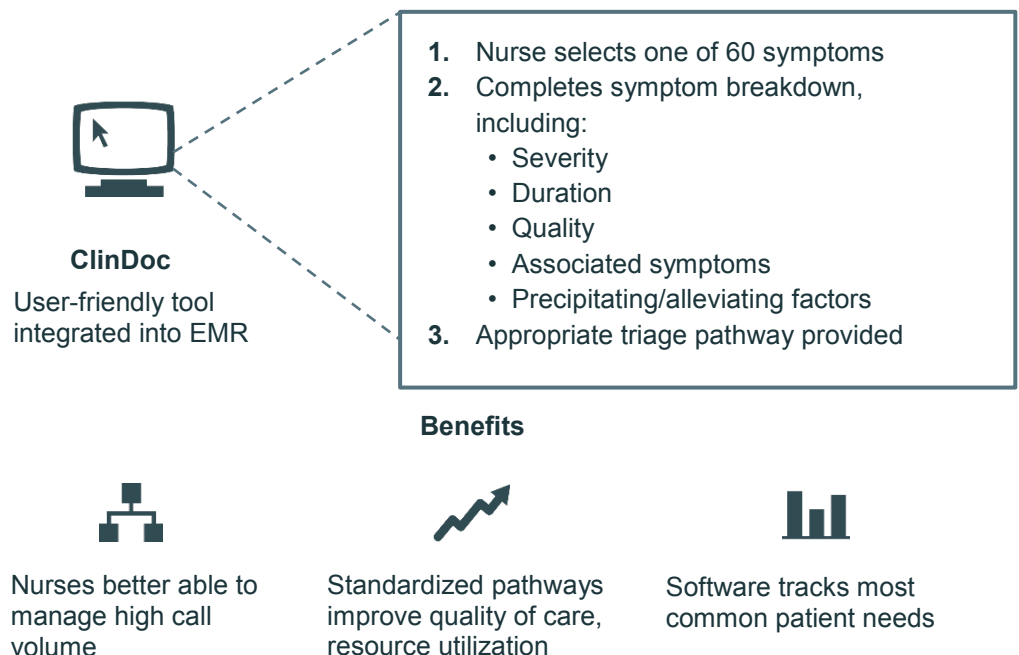 1. Nurse selects one of 60 symptoms
2. Completes symptom breakdown,
including:
• Severity
• Duration
• Quality
• Associated symptoms
• Precipitating/alleviating factors
3. Appropriate triage pathway provided
ClinDoc
User-friendly tool
integrated into EMR
Benefits
Nurses better able to
manage high call
volume
Standardized pathways
improve quality of care,
resource utilization
Software tracks most
common patient needs